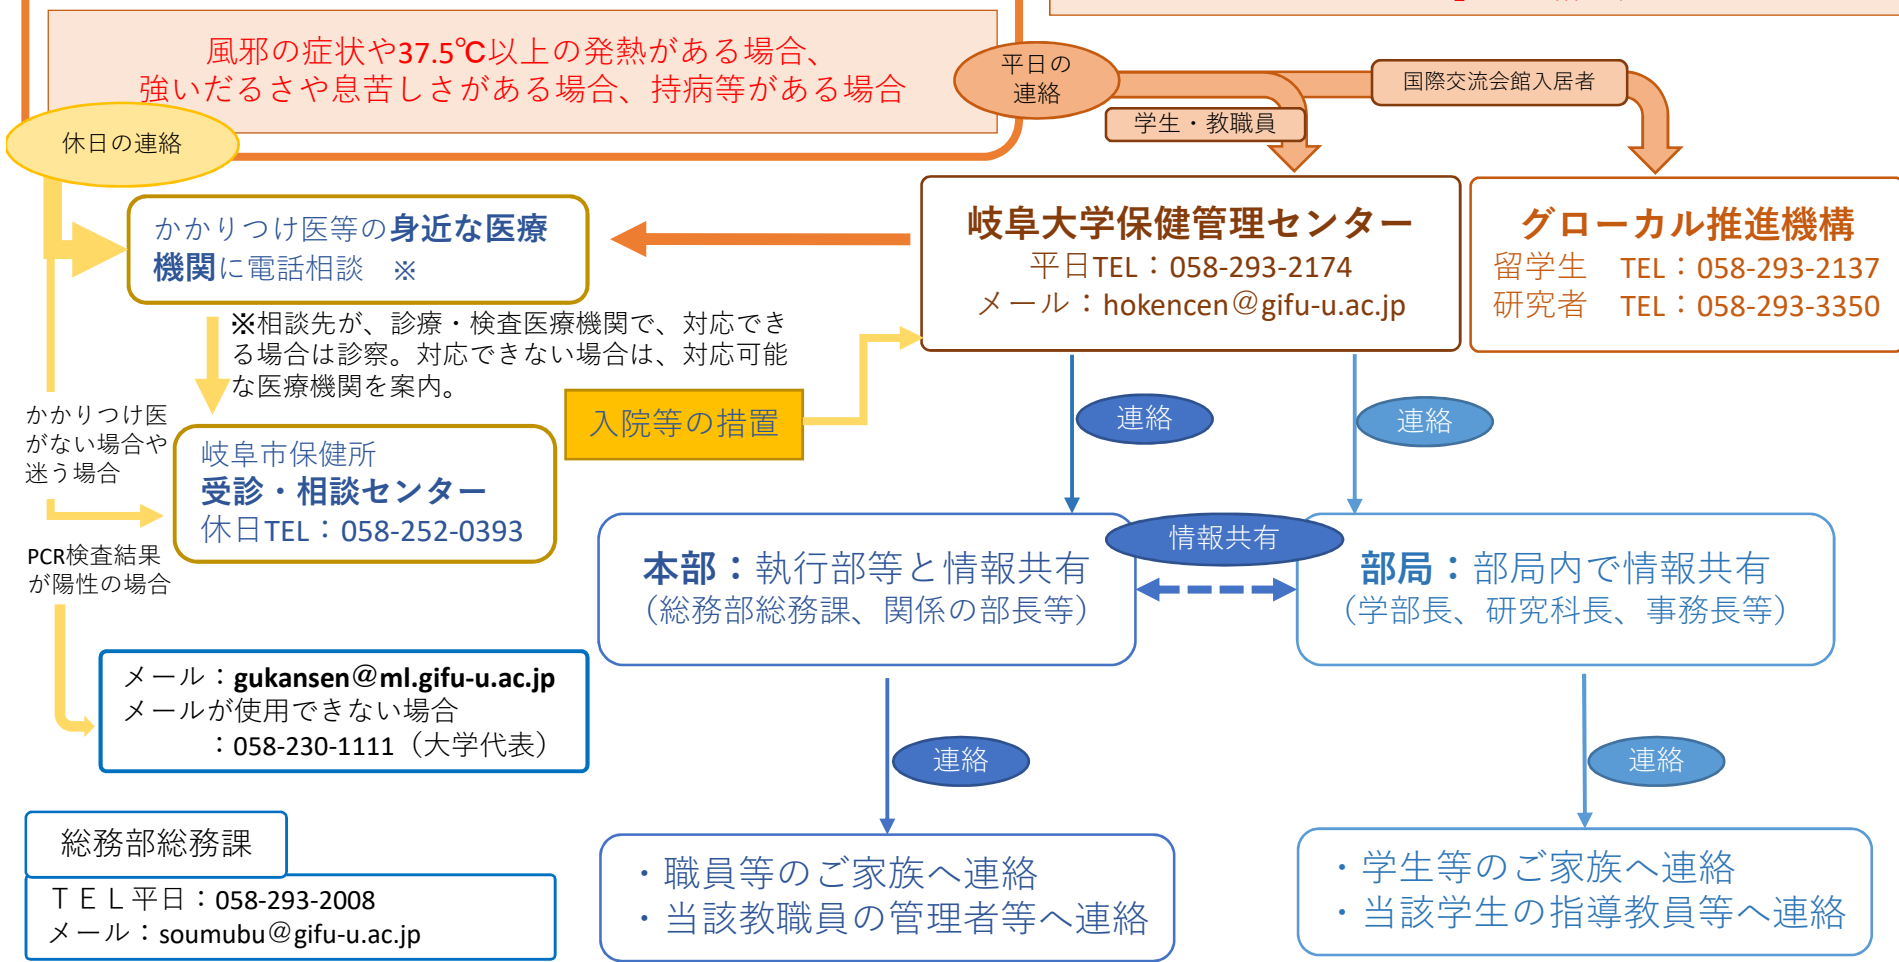 風邪の症状や37.5℃以上の発熱がある場合、
強いだるさや息苦しさがある場合、持病等がある場合
平日の
連絡
国際交流会館入居者
学生・教職員
休日の連絡
かかりつけ医等の身近な医療
機関に電話相談　※
※相談先が、診療・検査医療機関で、対応でき
る場合は診察。対応できない場合は、対応可能
な医療機関を案内。
岐阜大学保健管理センター
平日TEL：058-293-2174
メール：hokencen＠gifu-u.ac.jp
グローカル推進機構
留学生　TEL：058-293-2137
研究者　TEL：058-293-3350
かかりつけ医
がない場合や
迷う場合
入院等の措置
連絡
連絡
岐阜市保健所
受診・相談センター
休日TEL：058-252-0393
PCR検査結果
が陽性の場合
情報共有
本部：執行部等と情報共有
（総務部総務課、関係の部長等）
部局：部局内で情報共有
（学部長、研究科長、事務長等）
メール：gukansen＠ml.gifu-u.ac.jp
メールが使用できない場合
：058-230-1111（大学代表）
連絡
連絡
総務部総務課
ＴＥＬ平日：058-293-2008
メール：soumubu＠gifu-u.ac.jp
・職員等のご家族へ連絡
・当該教職員の管理者等へ連絡
・学生等のご家族へ連絡
・当該学生の指導教員等へ連絡